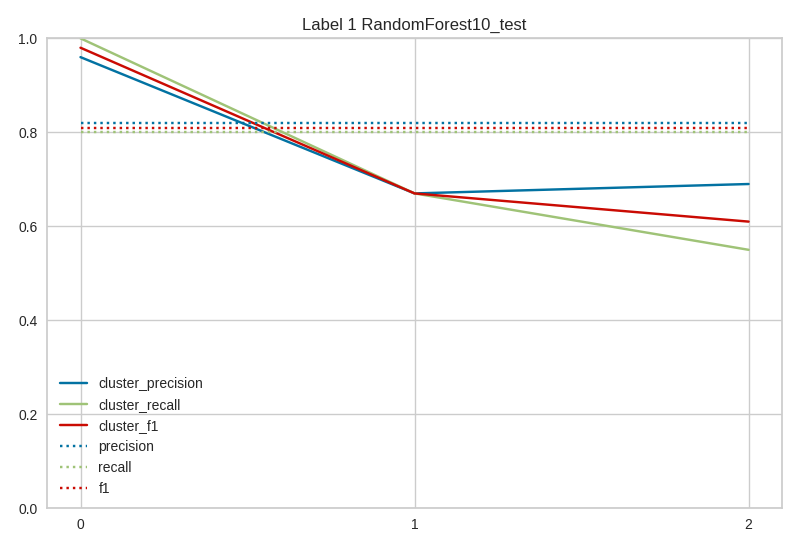 Label 1 RandomForest10_test
1.0
0.8
0.6
0.4
0.2
0.0
cluster_precision
cluster_recall
cluster_f1
precision
recall
f1
0 1 2